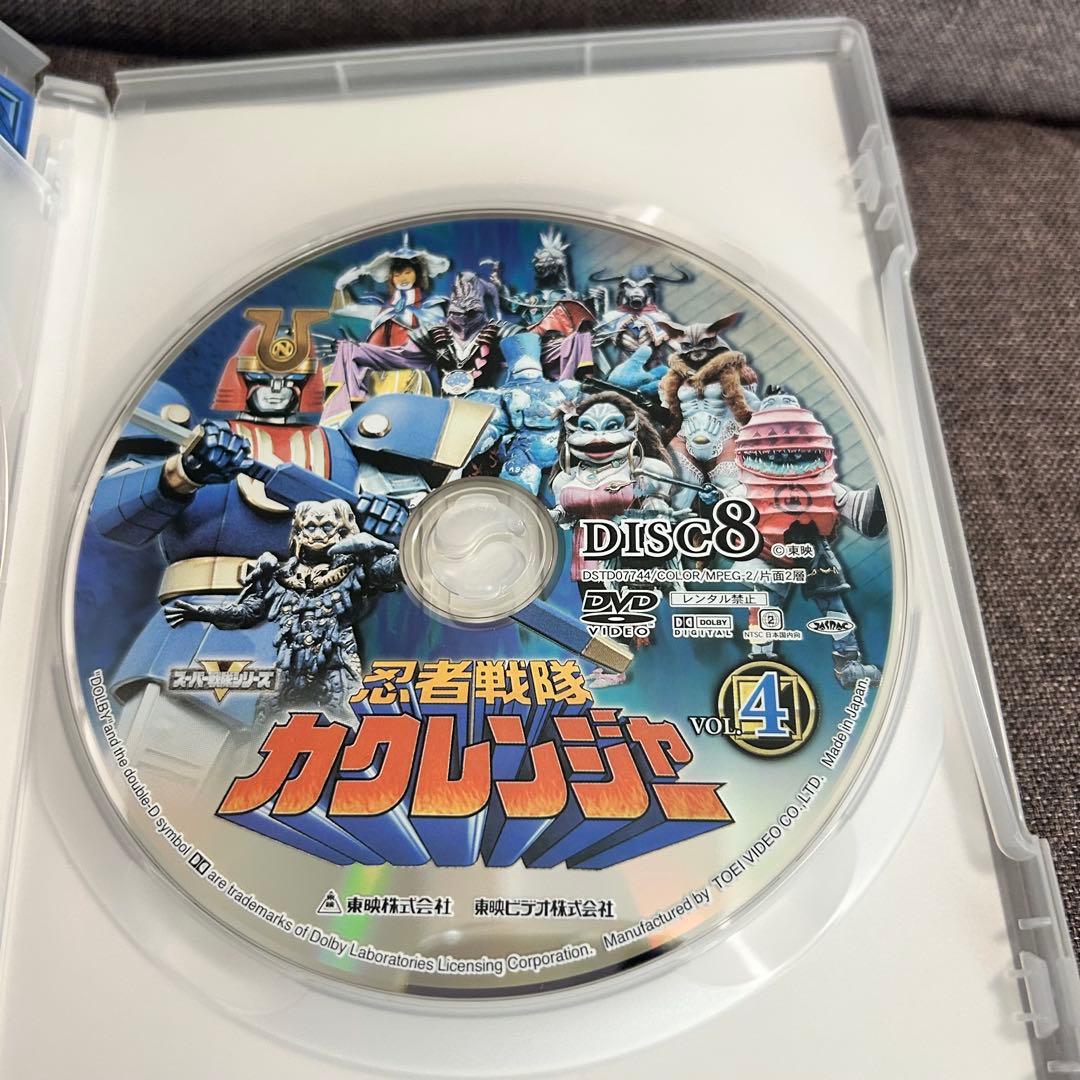 DISC8
©東映
DSTD07744/COLOR/MPEG-2/片面2層
DVD
VIDEO
レンタル禁止
DOLBY
DIGITAL
2
NTSC 日本国内向
JASRAC
スーパー戦隊シリーズ
忍者戦隊
カクレンジャー
VOL.4
東映株式会社 東映ビデオ株式会社
"DOLBY"and the double-D symbol are trademarks of Dolby Laboratories Licensing Corporation. Manufactured by TOEI VIDEO CO.,LTD. Made in Japan.